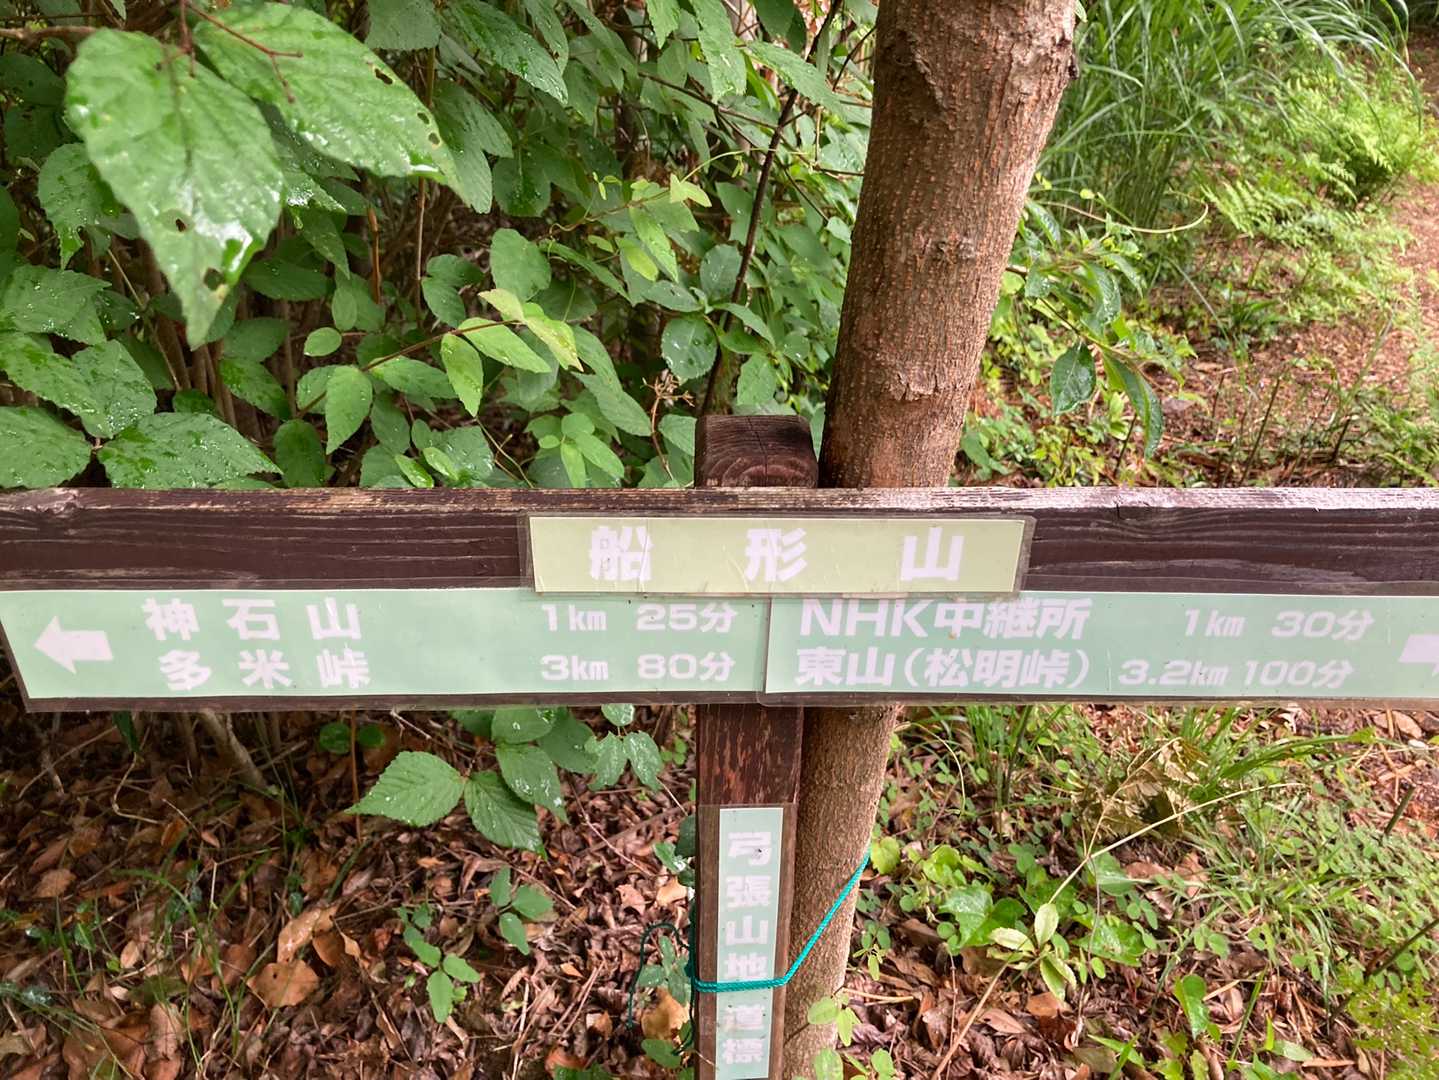 船形山
神石山 1km 25分
多米峠 3km 80分
NHK中継所 1km 30分
東山(松明峠) 3.2km 100分
弓張山地道標